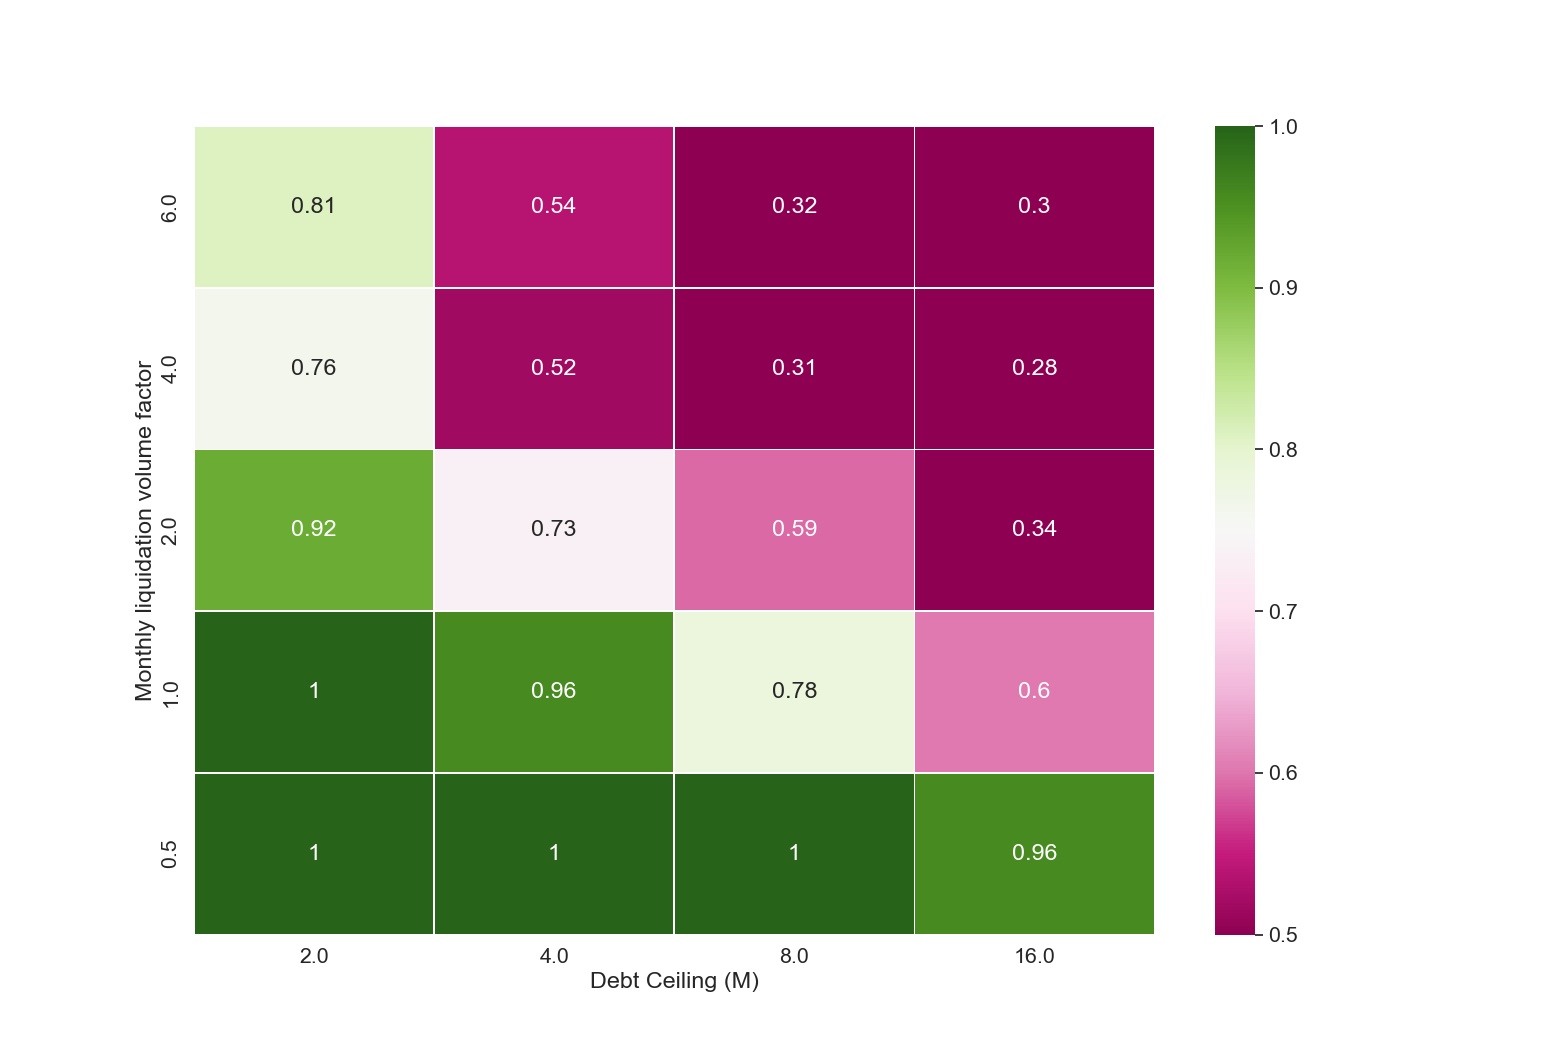 1.0
6.0 0.81 0.54 0.32 0.3
0.9
4.0 0.76 0.52 0.31 0.28
0.8
Monthly liquidation volume factor
2.0 0.92 0.73 0.59 0.34
0.7
1.0 1 0.96 0.78 0.6
0.6
0.5 1 1 1 0.96
0.5
2.0 4.0 8.0 16.0
Debt Ceiling (M)